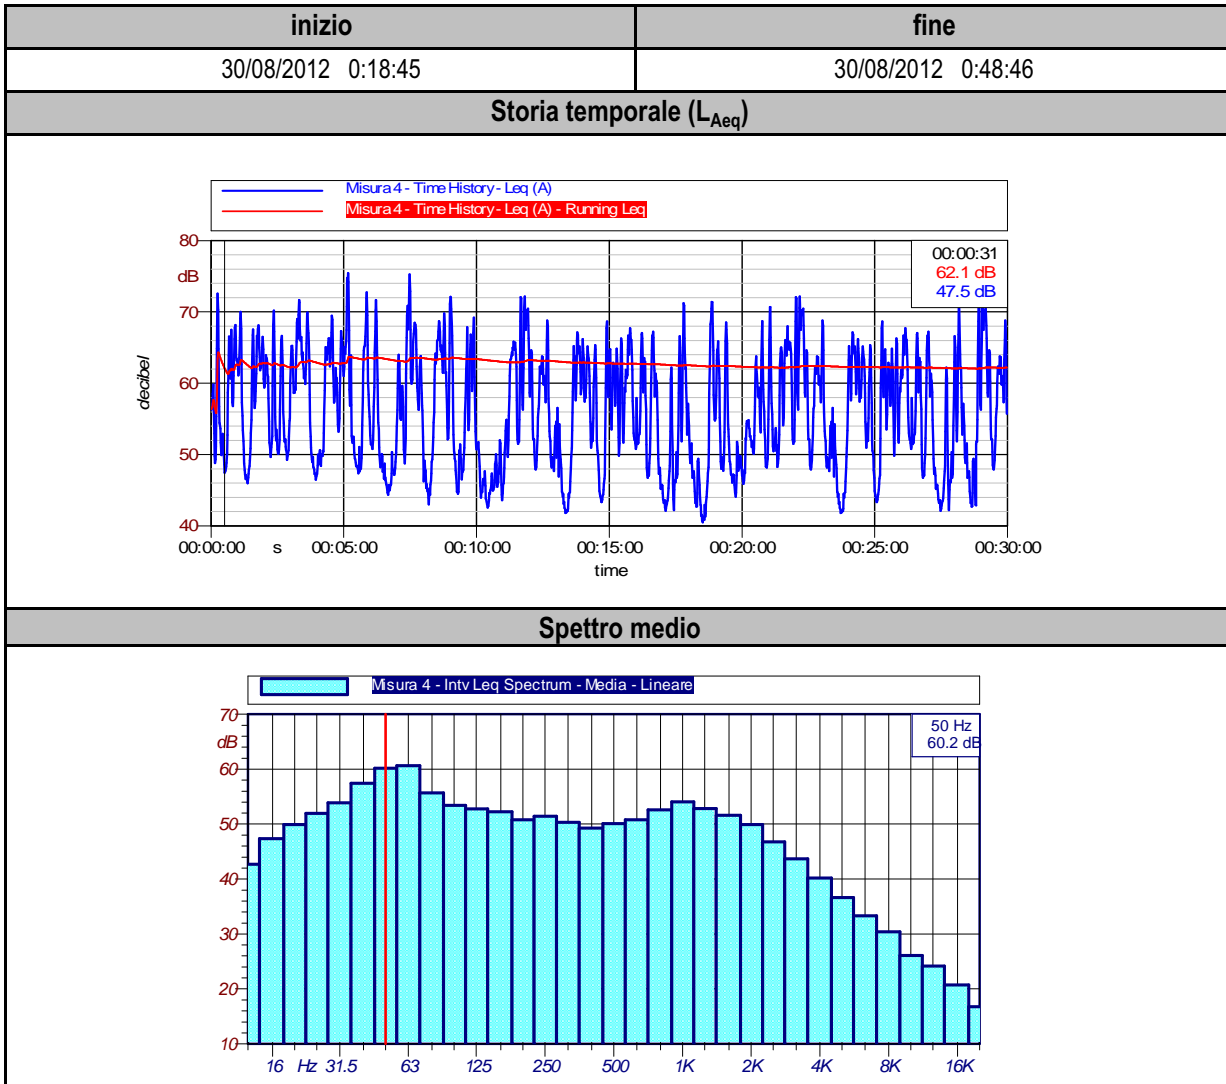 inizio fine
30/08/2012 0:18:45 30/08/2012 0:48:46
Storia temporale (LAeq)
Misura 4 - Time History - Leq (A)
Misura 4 - Time History - Leq (A) - Running Leq
80
dB
70
60
50
40
decibel
00:00:31
62.1 dB
47.5 dB
00:00:00 s 00:05:00 00:10:00 00:15:00 00:20:00 00:25:00 00:30:00
time
Spettro medio
Misura 4 - Intv Leq Spectrum - Media - Lineare
70
dB
60
50
40
30
20
10
50 Hz
60.2 dB
16 Hz 31.5 63 125 250 500 1K 2K 4K 8K 16K